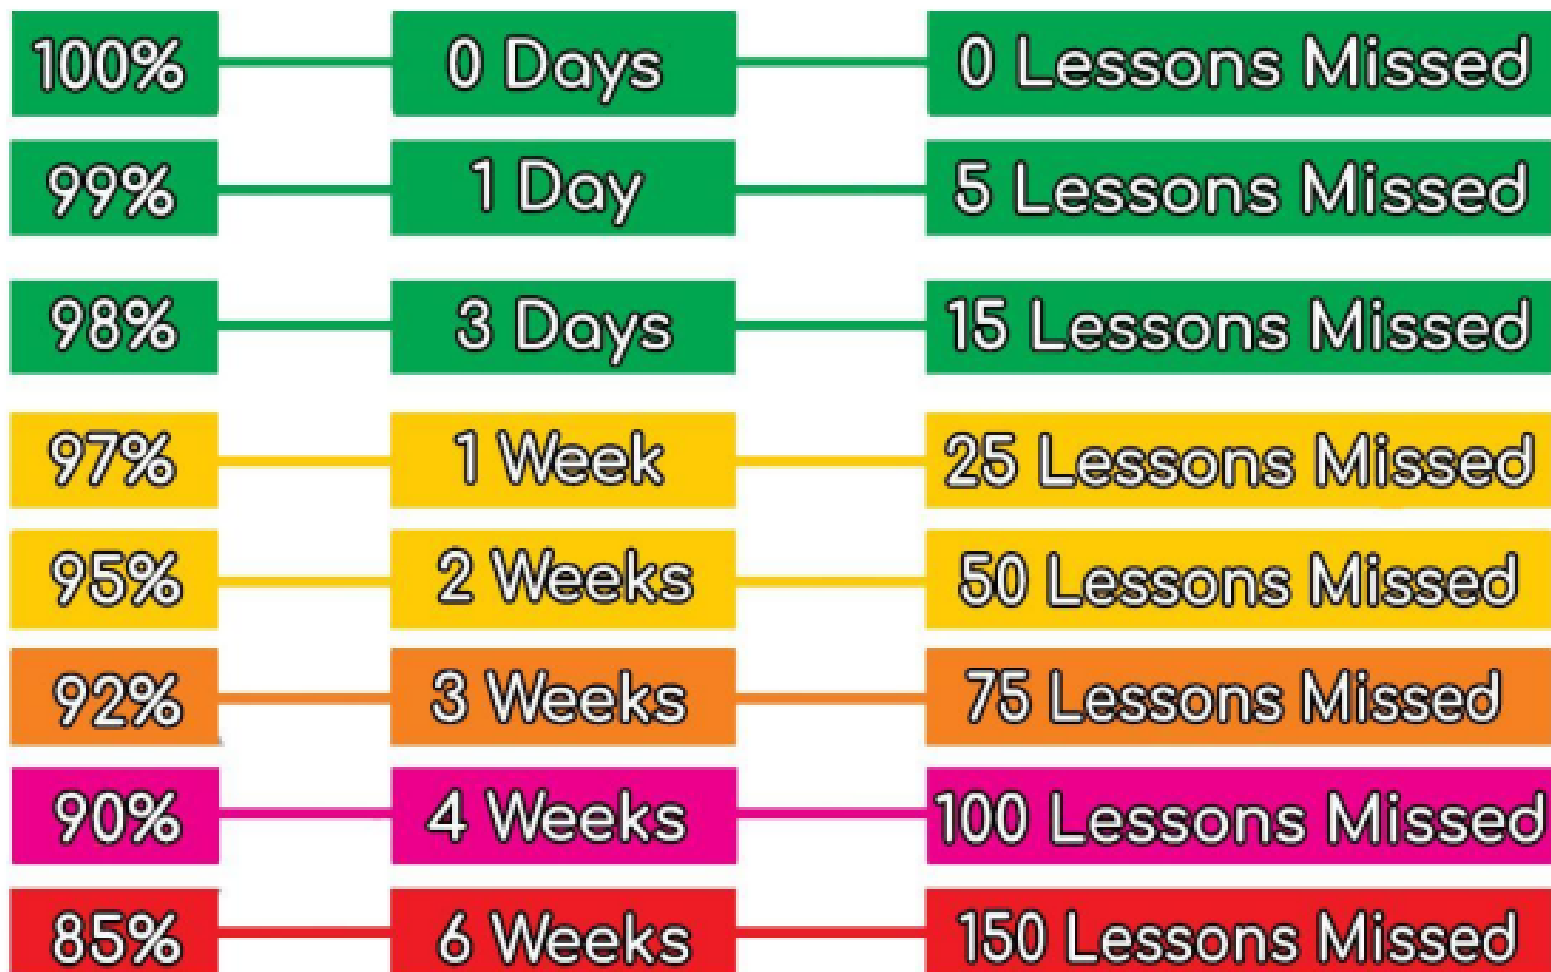 100% 0 Days 0 Lessons Missed
99% 1 Day 5 Lessons Missed
98% 3 Days 15 Lessons Missed
97% 1 Week 25 Lessons Missed
95% 2 Weeks 50 Lessons Missed
92% 3 Weeks 75 Lessons Missed
90% 4 Weeks 100 Lessons Missed
85% 6 Weeks 150 Lessons Missed